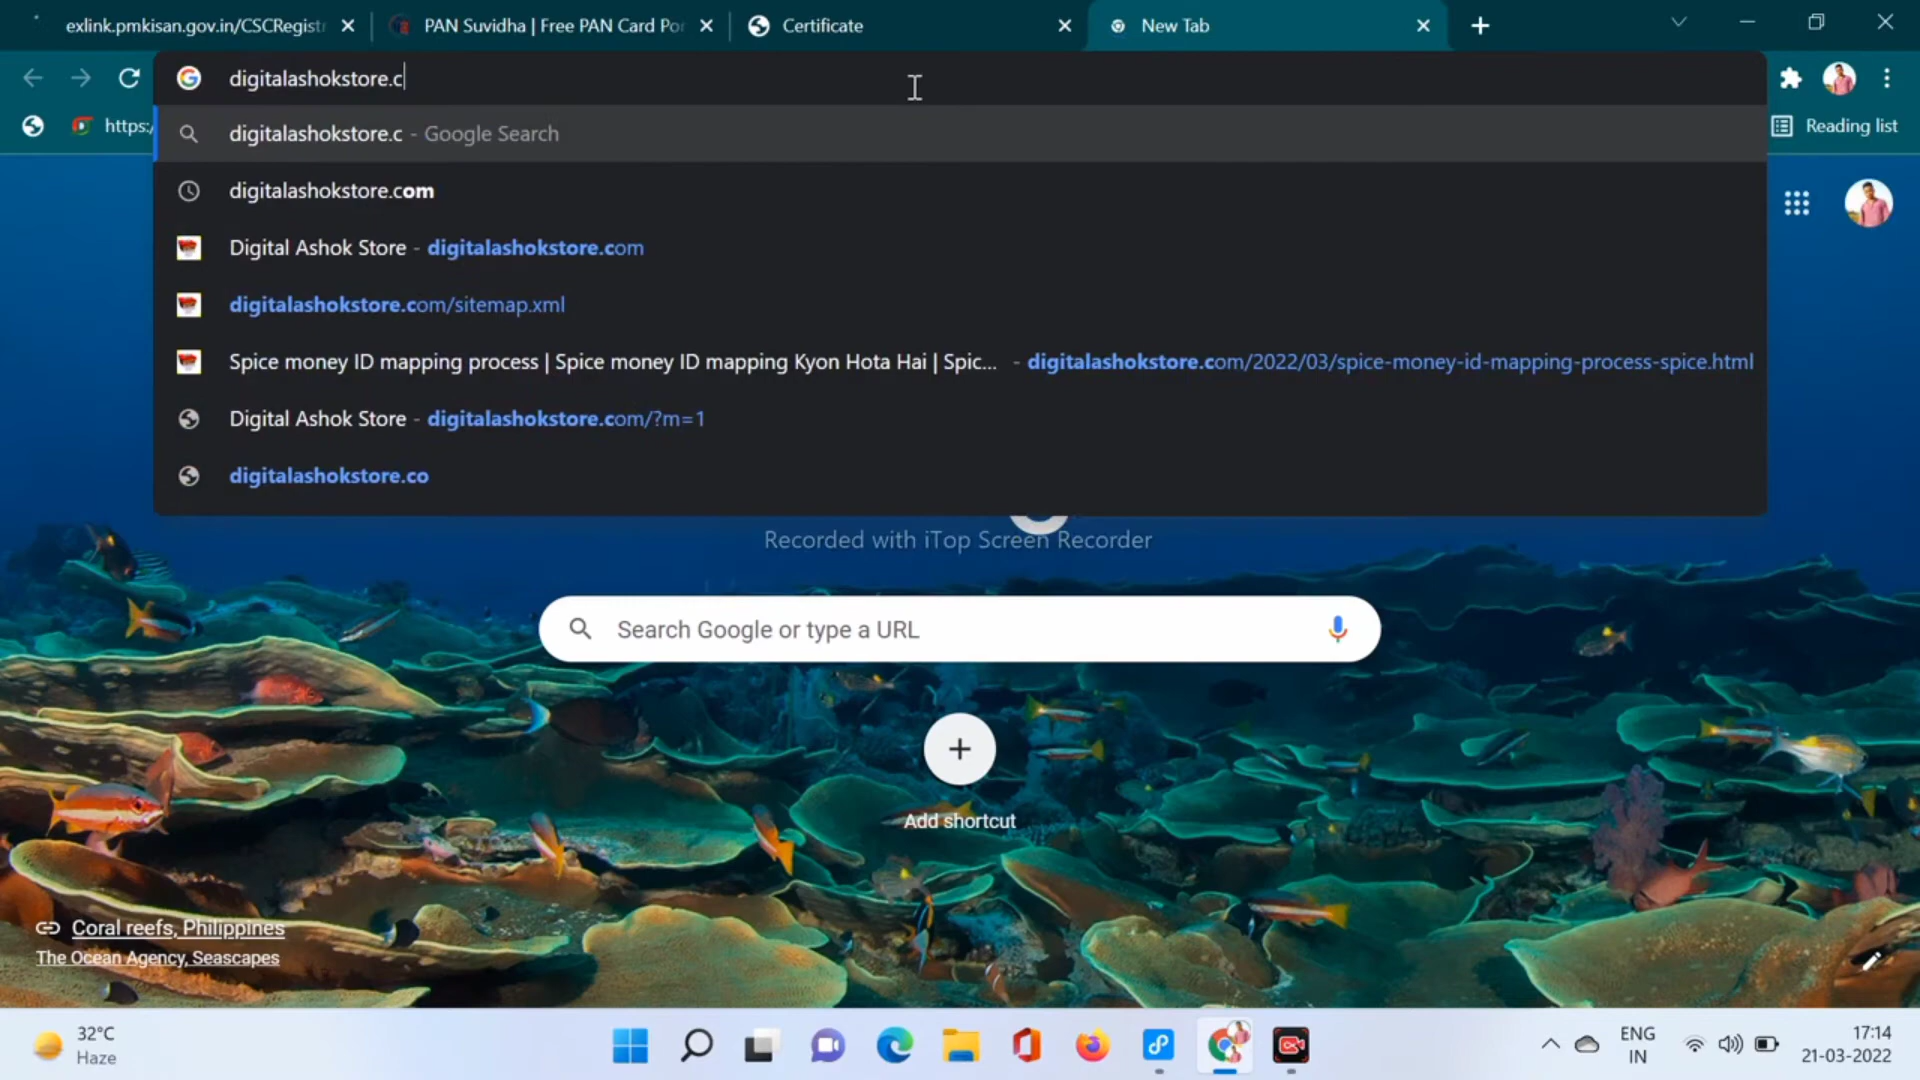 exlink.pmkisan.gov.in/CSCRegistr
PAN Suvidha | Free PAN Card Por
Certificate
New Tab
digitalashokstore.c
https:/
Reading list
digitalashokstore.c - Google Search
digitalashokstore.com
Digital Ashok Store - digitalashokstore.com
digitalashokstore.com/sitemap.xml
Spice money ID mapping process | Spice money ID mapping Kyon Hota Hai | Spic... - digitalashokstore.com/2022/03/spice-money-id-mapping-process-spice.html
Digital Ashok Store - digitalashokstore.com/?m=1
digitalashokstore.co
Recorded with iTop Screen Recorder
Search Google or type a URL
Add shortcut
Coral reefs, Philippines
The Ocean Agency, Seascapes
32°C
Haze
ENG
IN
17:14
21-03-2022